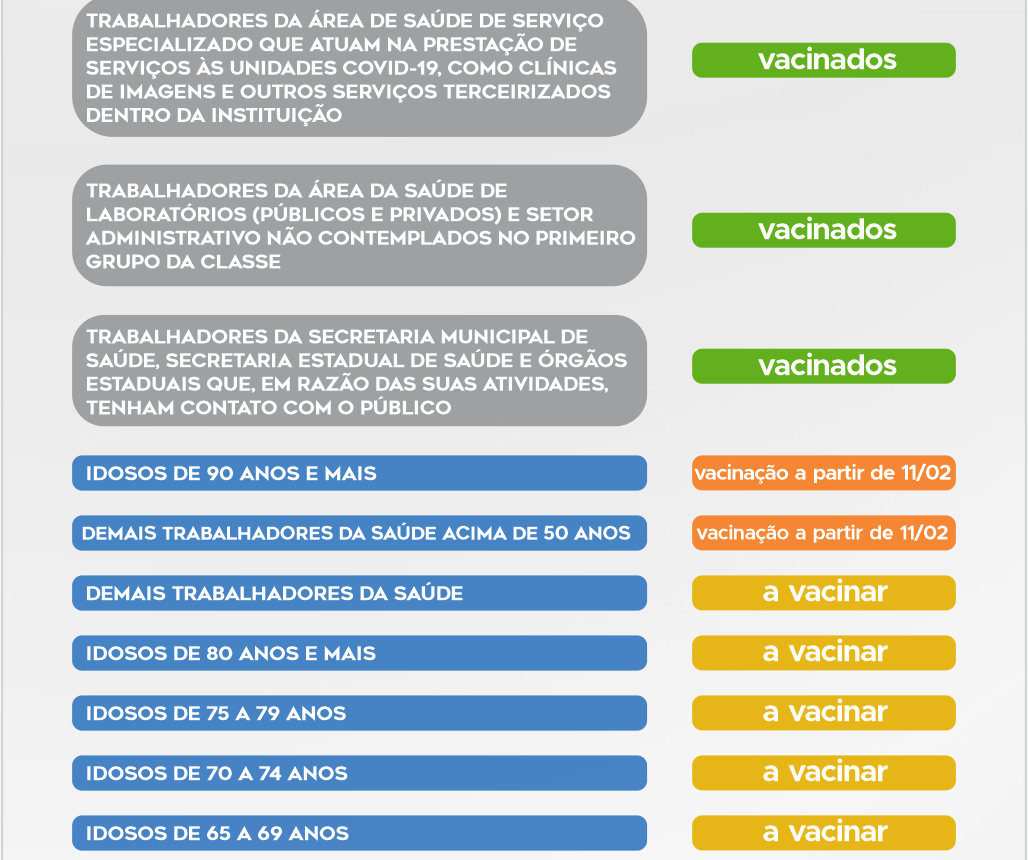 TRABALHADORES DA ÁREA DE SAÚDE DE SERVIÇO
ESPECIALIZADO QUE ATUAM NA PRESTAÇÃO DE
SERVIÇOS ÀS UNIDADES COVID-19, COMO CLÍNICAS
DE IMAGENS E OUTROS SERVIÇOS TERCEIRIZADOS
DENTRO DA INSTITUIÇÃO
vacinados
TRABALHADORES DA ÁREA DA SAÚDE DE
LABORATÓRIOS (PÚBLICOS E PRIVADOS) E SETOR
ADMINISTRATIVO NÃO CONTEMPLADOS NO PRIMEIRO
GRUPO DA CLASSE
vacinados
TRABALHADORES DA SECRETARIA MUNICIPAL DE
SAÚDE, SECRETARIA ESTADUAL DE SAÚDE E ÓRGÃOS
ESTADUAIS QUE, EM RAZÃO DAS SUAS ATIVIDADES,
TENHAM CONTATO COM O PÚBLICO
vacinados
IDOSOS DE 90 ANOS E MAIS
vacinação a partir de 11/02
DEMAIS TRABALHADORES DA SAÚDE ACIMA DE 50 ANOS
vacinação a partir de 11/02
DEMAIS TRABALHADORES DA SAÚDE
a vacinar
IDOSOS DE 80 ANOS E MAIS
a vacinar
IDOSOS DE 75 A 79 ANOS
a vacinar
IDOSOS DE 70 A 74 ANOS
a vacinar
IDOSOS DE 65 A 69 ANOS
a vacinar